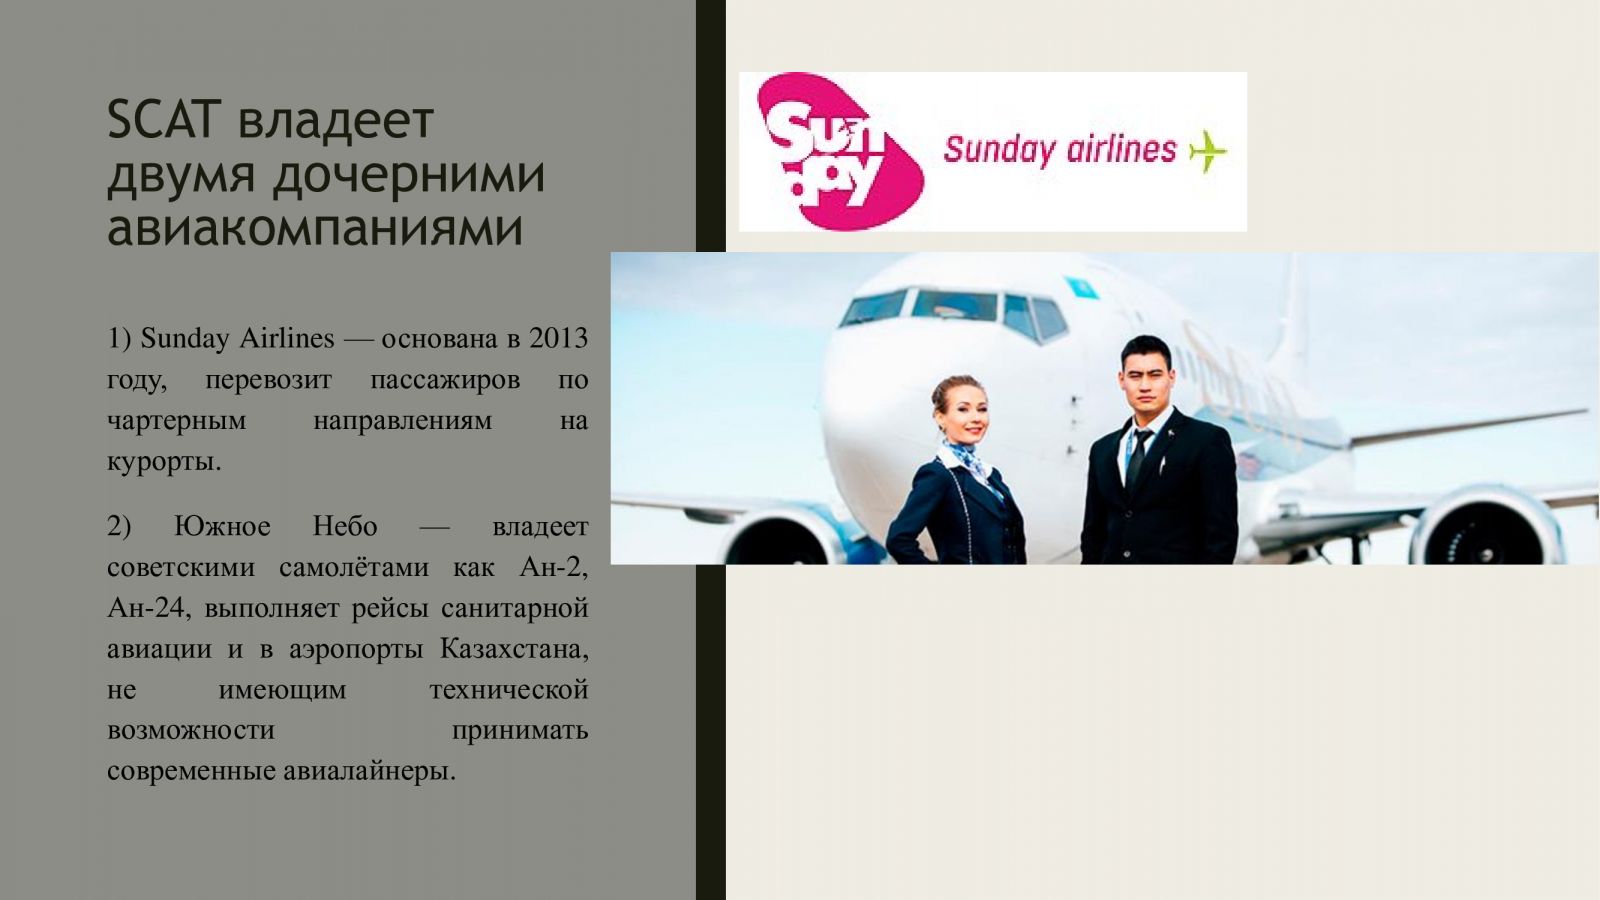 SCAT владеет
двумя дочерними
авиакомпаниями
1) Sunday Airlines — основана в 2013
году, перевозит пассажиров по
чартерным направлениям на
курорты.
2) Южное Небо — владеет
советскими самолётами как Ан-2,
Ан-24, выполняет рейсы санитарной
авиации и в аэропорты Казахстана,
не имеющим технической
возможности принимать
современные авиалайнеры.
Sun
day
Sunday airlines